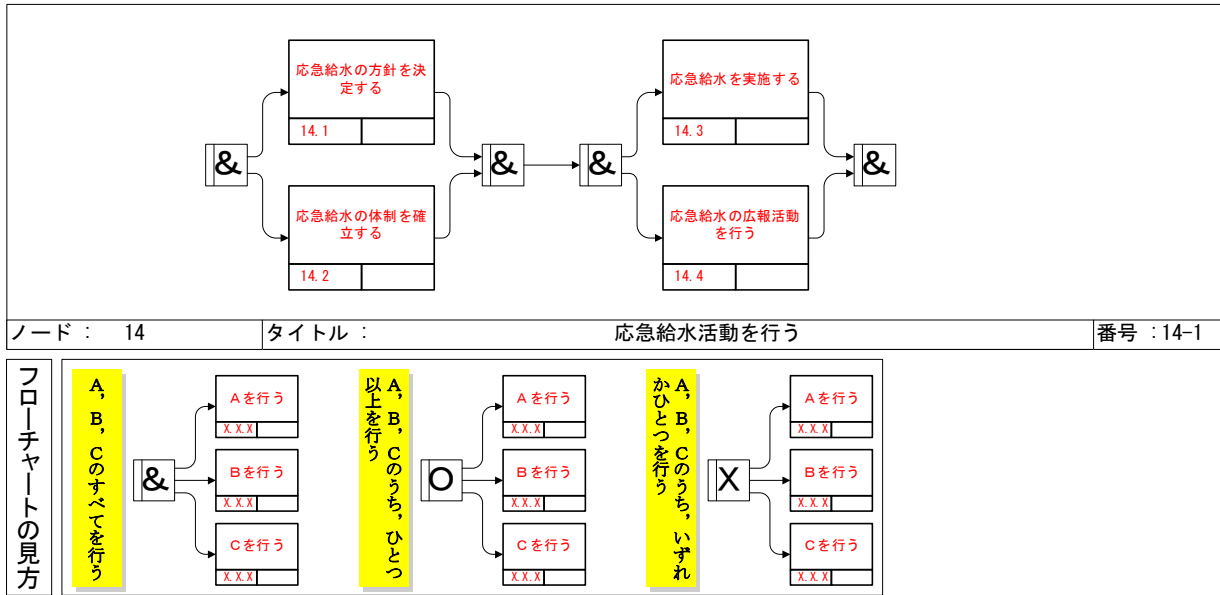 応急給水の方針を決
定する
14.1
応急給水を実施する
14.3
&
&
&
&
応急給水の体制を確
立する
14.2
応急給水の広報活動
を行う
14.4
ノード : 14
タイトル : 応急給水活動を行う
番号 :14-1
フローチャートの見方
A, B, Cのすべてを行う
&
Aを行う
X.X.X
Bを行う
X.X.X
Cを行う
X.X.X
A, B, Cのうち, ひとつ
以上を行う
O
Aを行う
X.X.X
Bを行う
X.X.X
Cを行う
X.X.X
A, B, Cのうち, いずれ
かひとつを行う
X
Aを行う
X.X.X
Bを行う
X.X.X
Cを行う
X.X.X